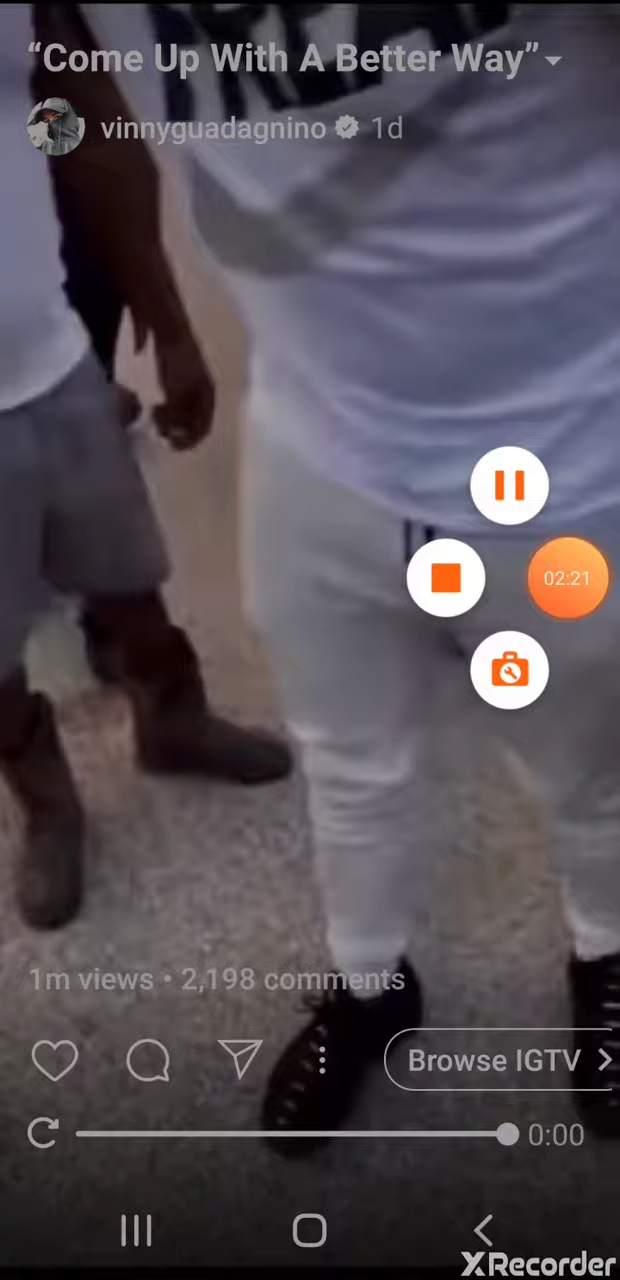 “Come Up With A Better Way”
vinnyguadagnino 1d
02:21
1m views • 2,198 comments
Browse IGTV
0:00
XRecorder